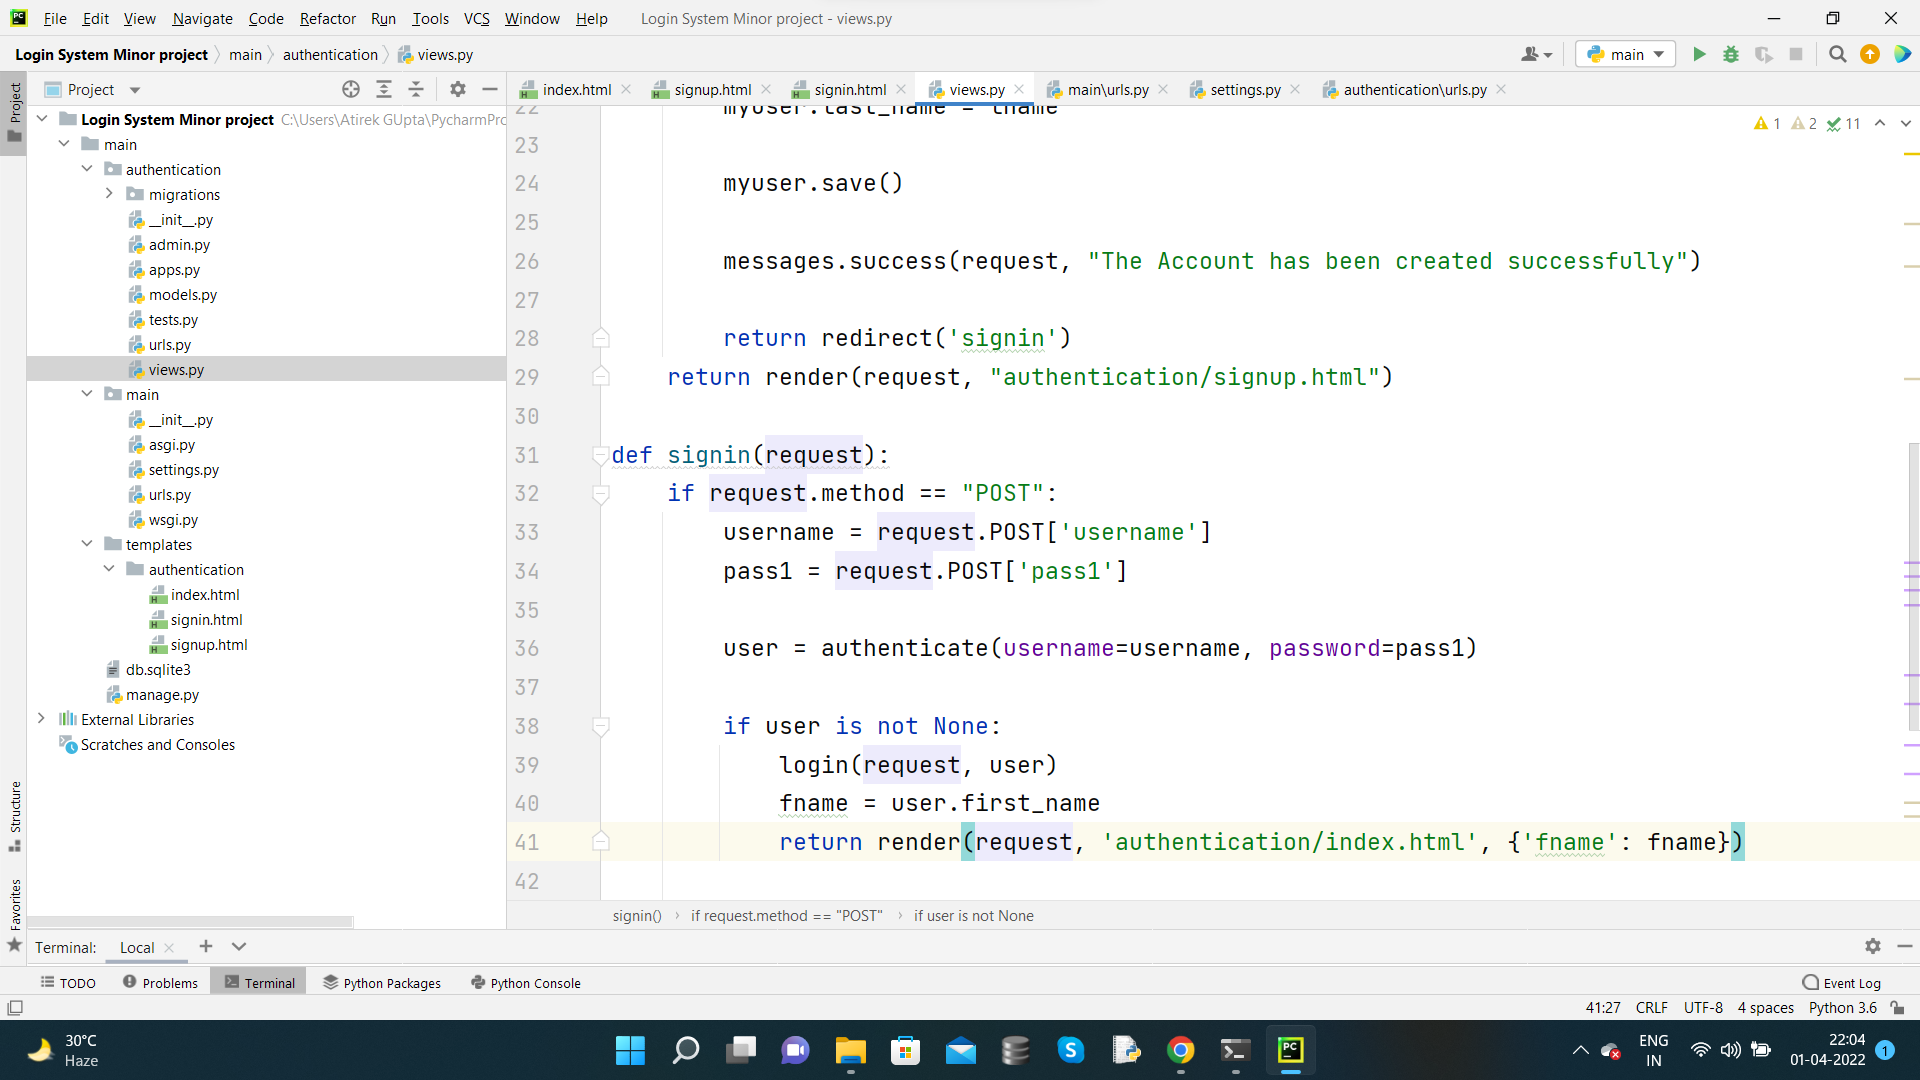 File Edit View Navigate Code Refactor Run Tools VCS Window Help Login System Minor project - views.py
Login System Minor project main authentication views.py main
Project index.html signup.html signin.html views.py main\urls.py settings.py authentication\urls.py
Project
Structure
Favorites
Login System Minor project C:\Users\Atirek GUpta\PycharmPro
main
authentication
migrations
__init__.py
admin.py
apps.py
models.py
tests.py
urls.py
views.py
main
__init__.py
asgi.py
settings.py
urls.py
wsgi.py
templates
authentication
index.html
signin.html
signup.html
db.sqlite3
manage.py
External Libraries
Scratches and Consoles
1 2 11
22 myuser.last_name = lname
23
24 myuser.save()
25
26 messages.success(request, "The Account has been created successfully")
27
28 return redirect('signin')
29 return render(request, "authentication/signup.html")
30
31 def signin(request):
32 if request.method == "POST":
33 username = request.POST['username']
34 pass1 = request.POST['pass1']
35
36 user = authenticate(username=username, password=pass1)
37
38 if user is not None:
39 login(request, user)
40 fname = user.first_name
41 return render(request, 'authentication/index.html', {'fname': fname})
42
signin() if request.method == "POST" if user is not None
Terminal: Local
TODO Problems Terminal Python Packages Python Console Event Log
41:27 CRLF UTF-8 4 spaces Python 3.6
30°C
Haze
ENG
IN
22:04
01-04-2022
1